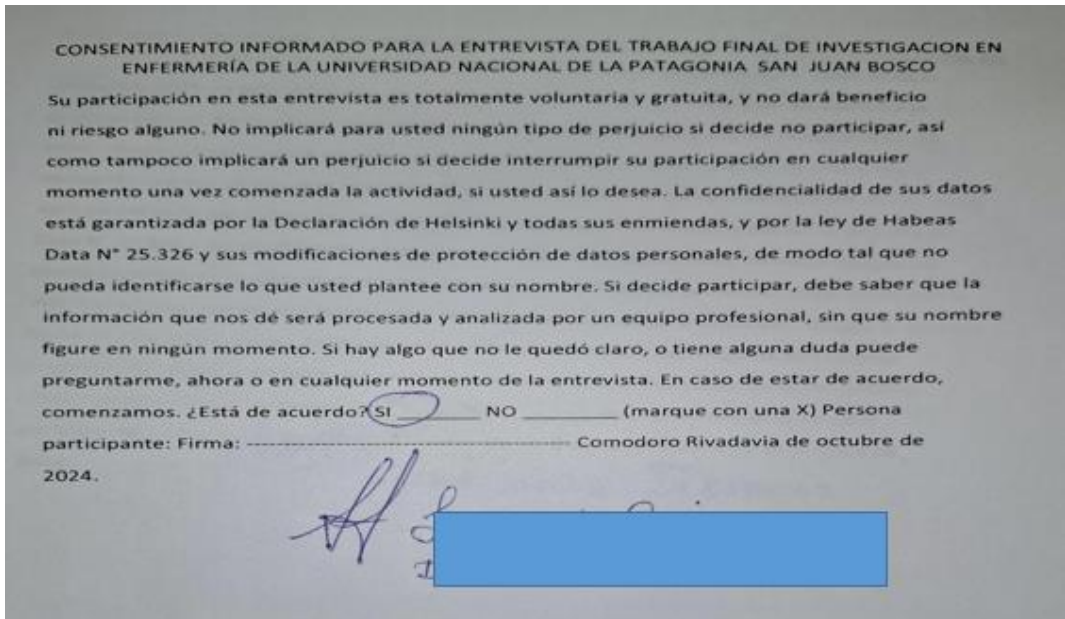 CONSENTIMIENTO INFORMADO PARA LA ENTREVISTA DEL TRABAJO FINAL DE INVESTIGACION EN
ENFERMERÍA DE LA UNIVERSIDAD NACIONAL DE LA PATAGONIA SAN JUAN BOSCO
Su participación en esta entrevista es totalmente voluntaria y gratuita, y no dará beneficio
ni riesgo alguno. No implicará para usted ningún tipo de perjuicio si decide no participar, así
como tampoco implicará un perjuicio si decide interrumpir su participación en cualquier
momento una vez comenzada la actividad, si usted así lo desea. La confidencialidad de sus datos
está garantizada por la Declaración de Helsinki y todas sus enmiendas, y por la ley de Habeas
Data N° 25.326 y sus modificaciones de protección de datos personales, de modo tal que no
pueda identificarse lo que usted plantee con su nombre. Si decide participar, debe saber que la
información que nos dé será procesada y analizada por un equipo profesional, sin que su nombre
figure en ningún momento. Si hay algo que no le quedó claro, o tiene alguna duda puede
preguntarme, ahora o en cualquier momento de la entrevista. En caso de estar de acuerdo,
comenzamos. ¿Está de acuerdo? SI ______ NO ________ (marque con una X) Persona
participante: Firma: ---------------------------------------- Comodoro Rivadavia de octubre de
2024.